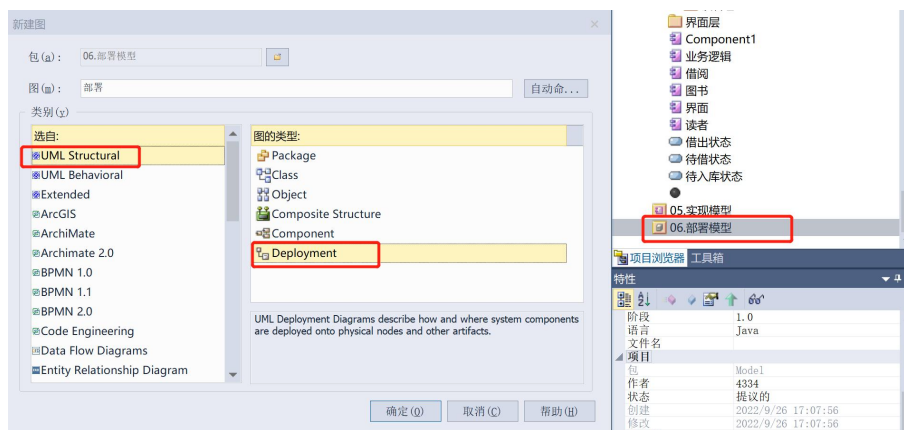 新建图
包(a):
06.部署模型
图(m):
部署
自动命...
类别(y)
选自:
UML Structural
UML Behavioral
Extended
ArcGIS
ArchiMate
Archimate 2.0
BPMN 1.0
BPMN 1.1
BPMN 2.0
Code Engineering
Data Flow Diagrams
Entity Relationship Diagram
图的类型:
Package
Class
Object
Composite Structure
Component
Deployment
UML Deployment Diagrams describe how and where system components
are deployed onto physical nodes and other artifacts.
确定(O)
取消(C)
帮助(H)
界面层
Component1
业务逻辑
借阅
图书
界面
读者
借出状态
待借状态
待入库状态
05.实现模型
06.部署模型
项目浏览器 工具箱
特性
阶段 1.0
语言 Java
文件名
项目
包 Model
作者 4334
状态 提议的
创建 2022/9/26 17:07:56
修改 2022/9/26 17:07:56